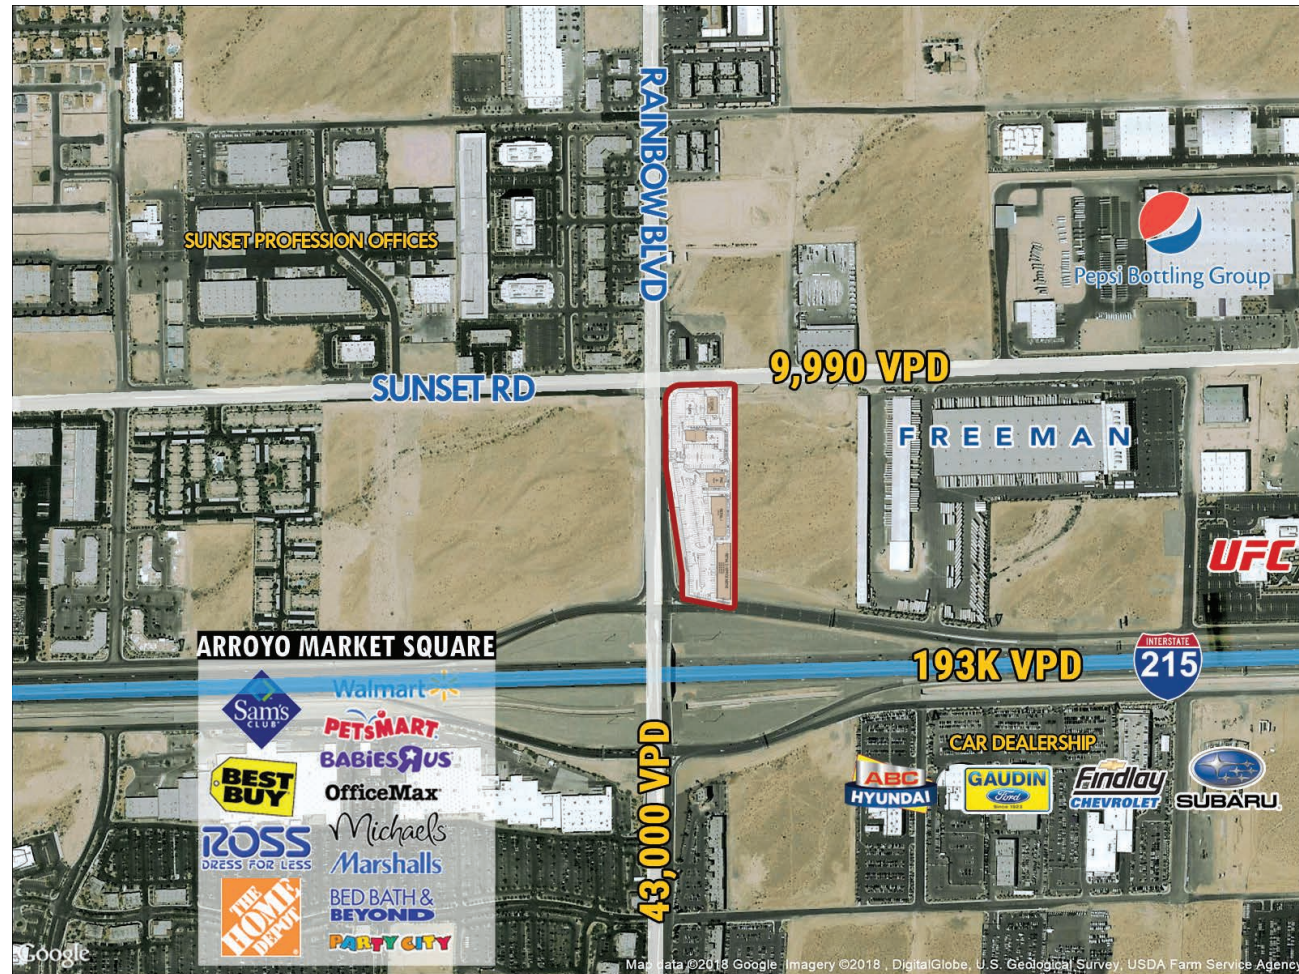 RAINBOW BLVD
SUNSET PROFESSION OFFICES
Pepsi Bottling Group
9,990 VPD
SUNSET RD
FREEMAN
UFC
ARROYO MARKET SQUARE
Sam's
CLUB
Walmart
PETSMART
BABIESRUS
BEST
BUY
OfficeMax
ROSS
DRESS FOR LESS
Michaels
Marshalls
THE
HOME
DEPOT
BED BATH &
BEYOND
PARTY CITY
193K VPD
INTERSTATE
215
43,000 VPD
CAR DEALERSHIP
ABC
HYUNDAI
GAUDIN
Ford
Since 1922
Findlay
CHEVROLET
SUBARU
Google
Map data ©2018 Google Imagery ©2018 , DigitalGlobe, U.S. Geological Survey, USDA Farm Service Agency